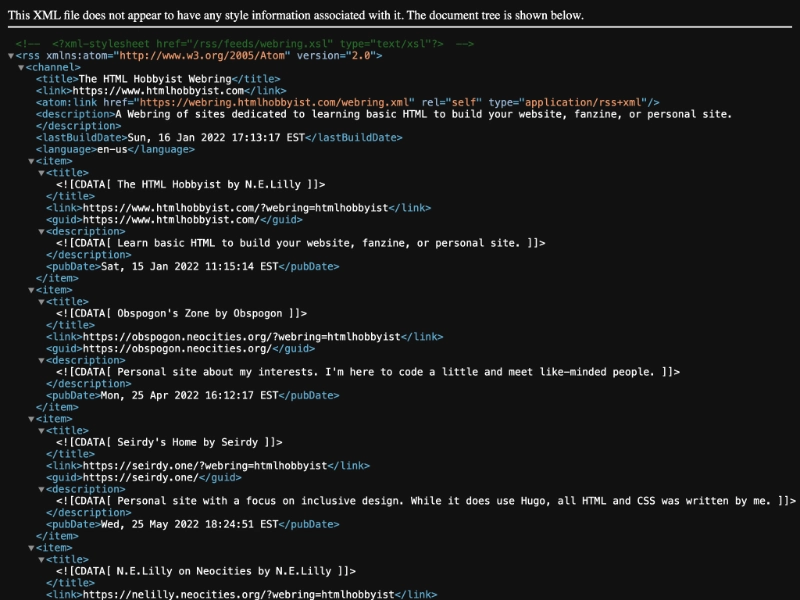 This XML file does not appear to have any style information associated with it. The document tree is shown below.
<!--  <?xml-stylesheet href="/rss/feeds/webring.xsl" type="text/xsl"?>  -->
▼<rss xmlns:atom="http://www.w3.org/2005/Atom" version="2.0">
▼<channel>
<title>The HTML Hobbyist Webring</title>
<link>https://www.htmlhobbyist.com</link>
<atom:link href="https://webring.htmlhobbyist.com/webring.xml" rel="self" type="application/rss+xml"/>
<description>A Webring of sites dedicated to learning basic HTML to build your website, fanzine, or personal site.
</description>
<lastBuildDate>Sun, 16 Jan 2022 17:13:17 EST</lastBuildDate>
<language>en-us</language>
▼<item>
▼<title>
<![CDATA[ The HTML Hobbyist by N.E.Lilly ]]>
</title>
<link>https://www.htmlhobbyist.com/?webring=htmlhobbyist</link>
<guid>https://www.htmlhobbyist.com/</guid>
▼<description>
<![CDATA[ Learn basic HTML to build your website, fanzine, or personal site. ]]>
</description>
<pubDate>Sat, 15 Jan 2022 11:15:14 EST</pubDate>
</item>
▼<item>
▼<title>
<![CDATA[ Obspogon's Zone by Obspogon ]]>
</title>
<link>https://obspogon.neocities.org/?webring=htmlhobbyist</link>
<guid>https://obspogon.neocities.org/</guid>
▼<description>
<![CDATA[ Personal site about my interests. I'm here to code a little and meet like-minded people. ]]>
</description>
<pubDate>Mon, 25 Apr 2022 16:12:17 EST</pubDate>
</item>
▼<item>
▼<title>
<![CDATA[ Seirdy's Home by Seirdy ]]>
</title>
<link>https://seirdy.one/?webring=htmlhobbyist</link>
<guid>https://seirdy.one/</guid>
▼<description>
<![CDATA[ Personal site with a focus on inclusive design. While it does use Hugo, all HTML and CSS was written by me. ]]>
</description>
<pubDate>Wed, 25 May 2022 18:24:51 EST</pubDate>
</item>
▼<item>
▼<title>
<![CDATA[ N.E.Lilly on Neocities by N.E.Lilly ]]>
</title>
<link>https://nelilly.neocities.org/?webring=htmlhobbyist</link>